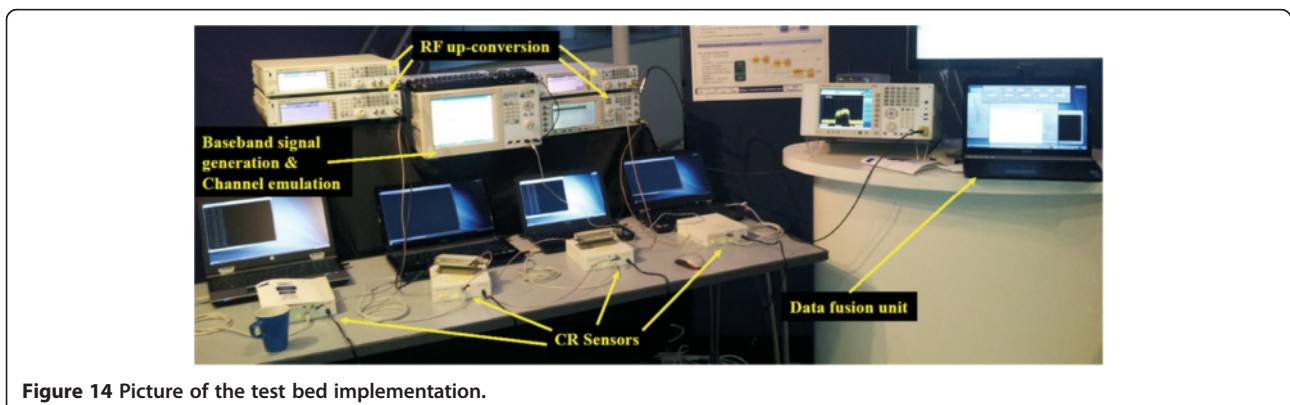 RF up-conversion
Baseband signal
generation &
Channel emulation
Data fusion unit
CR Sensors
Figure 14 Picture of the test bed implementation.